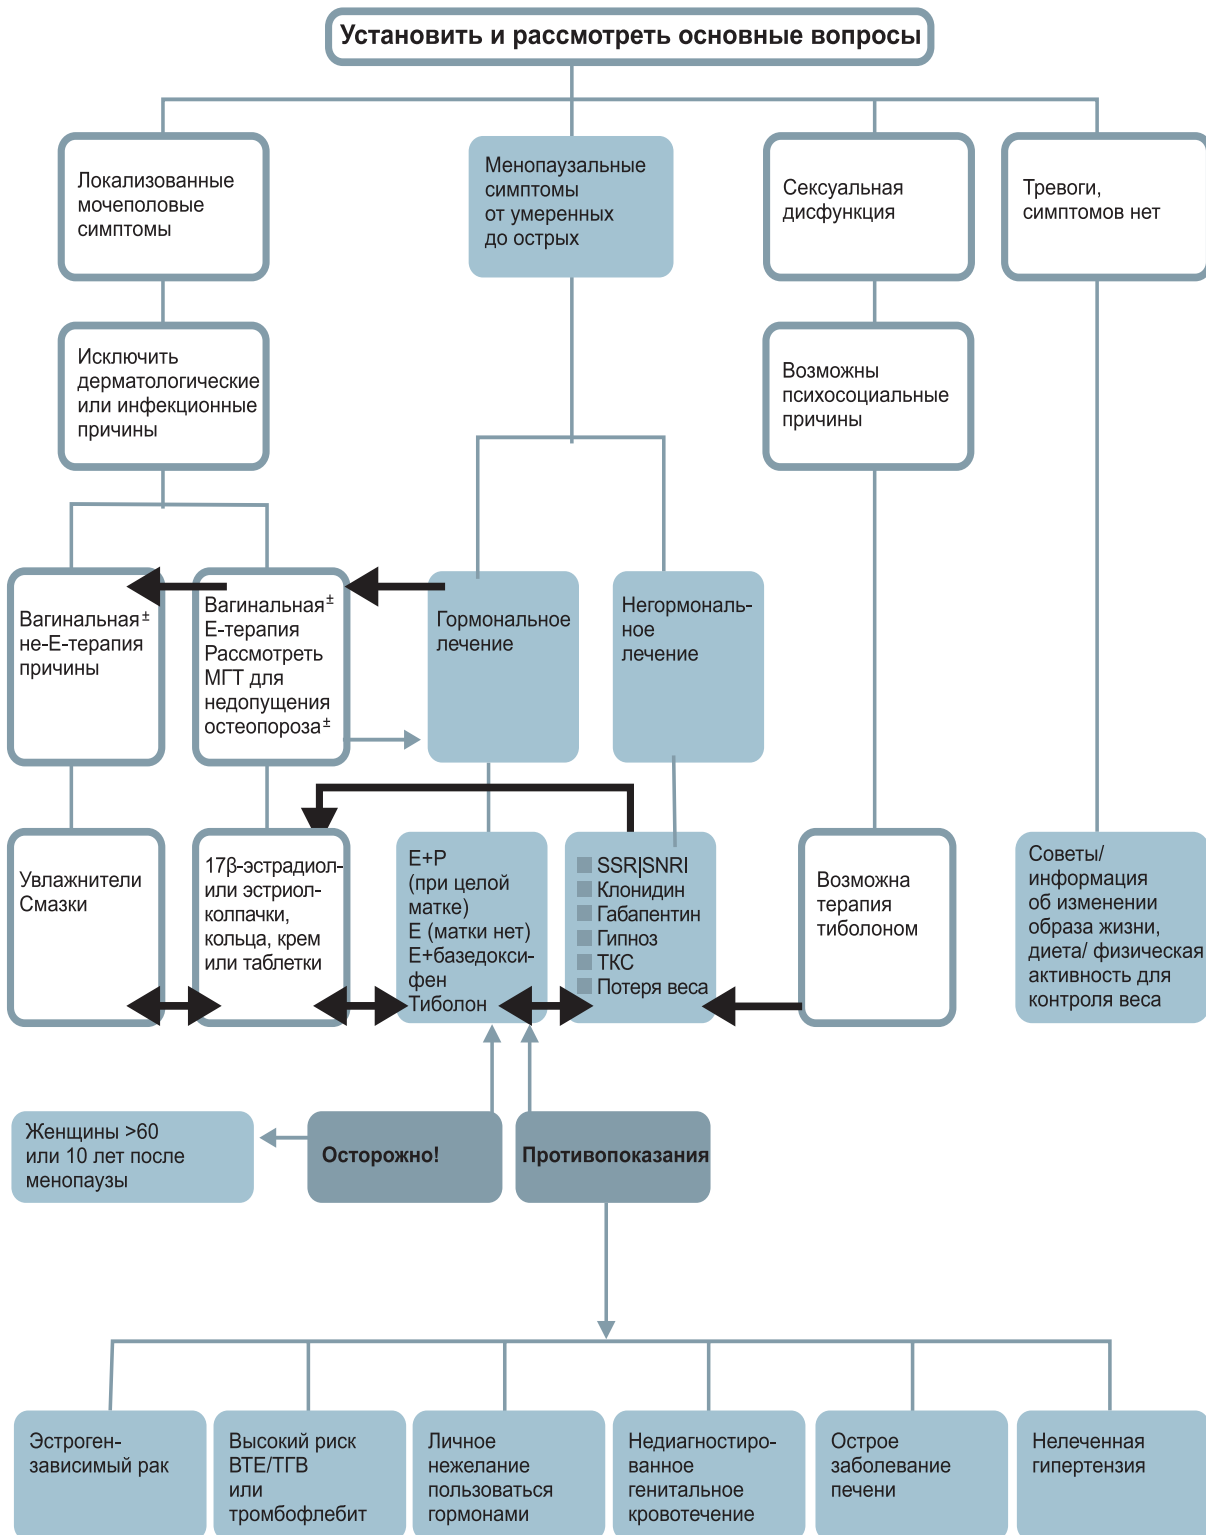 Установить и рассмотреть основные вопросы
Локализованные
мочеполовые
симптомы
Менопаузальные
симптомы
от умеренных
до острых
Сексуальная
дисфункция
Тревоги,
симптомов нет
Исключить
дерматологические
или инфекционные
причины
Возможны
психосоциальные
причины
Вагинальная±
не-Е-терапия
причины
Вагинальная±
Е-терапия
Рассмотреть
МГТ для
недопущения
остеопороза±
Гормональное
лечение
Негормональ-
ное
лечение
Увлажнители
Смазки
17β-эстрадиол-
или эстриол-
колпачки,
кольца, крем
или таблетки
Е+Р
(при целой
матке)
Е (матки нет)
Е+базедокси-
фен
Тиболон
SSR|SNRI
Клонидин
Габапентин
Гипноз
ТКС
Потеря веса
Возможна
терапия
тиболоном
Советы/
информация
об изменении
образа жизни,
диета/ физическая
активность для
контроля веса
Женщины >60
или 10 лет после
менопаузы
Осторожно!
Противопоказания
Эстроген-
зависимый рак
Высокий риск
ВТЕ/ТГВ
или
тромбофлебит
Личное
нежелание
пользоваться
гормонами
Недиагностиро-
ванное
генитальное
кровотечение
Острое
заболевание
печени
Нелеченная
гипертензия